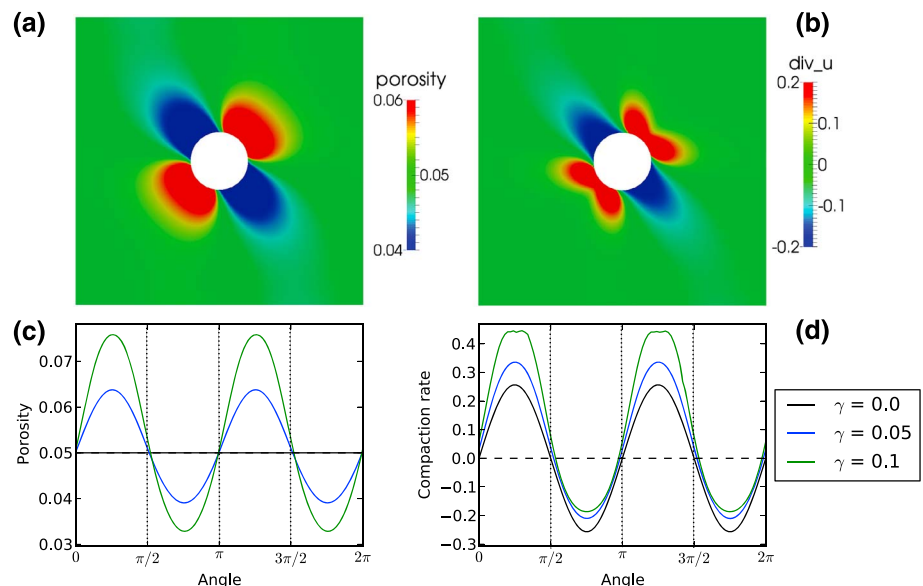 (a)
porosity
0.06
0.05
0.04
(b)
div_u
0.2
0.1
0
-0.1
-0.2
(c)
Porosity
0.07
0.06
0.05
0.04
0.03
0
π/2
π
3π/2
2π
Angle
(d)
Compaction rate
0.4
0.3
0.2
0.1
0.0
−0.1
−0.2
−0.3
0
π/2
π
3π/2
2π
Angle
γ = 0.0
γ = 0.05
γ = 0.1